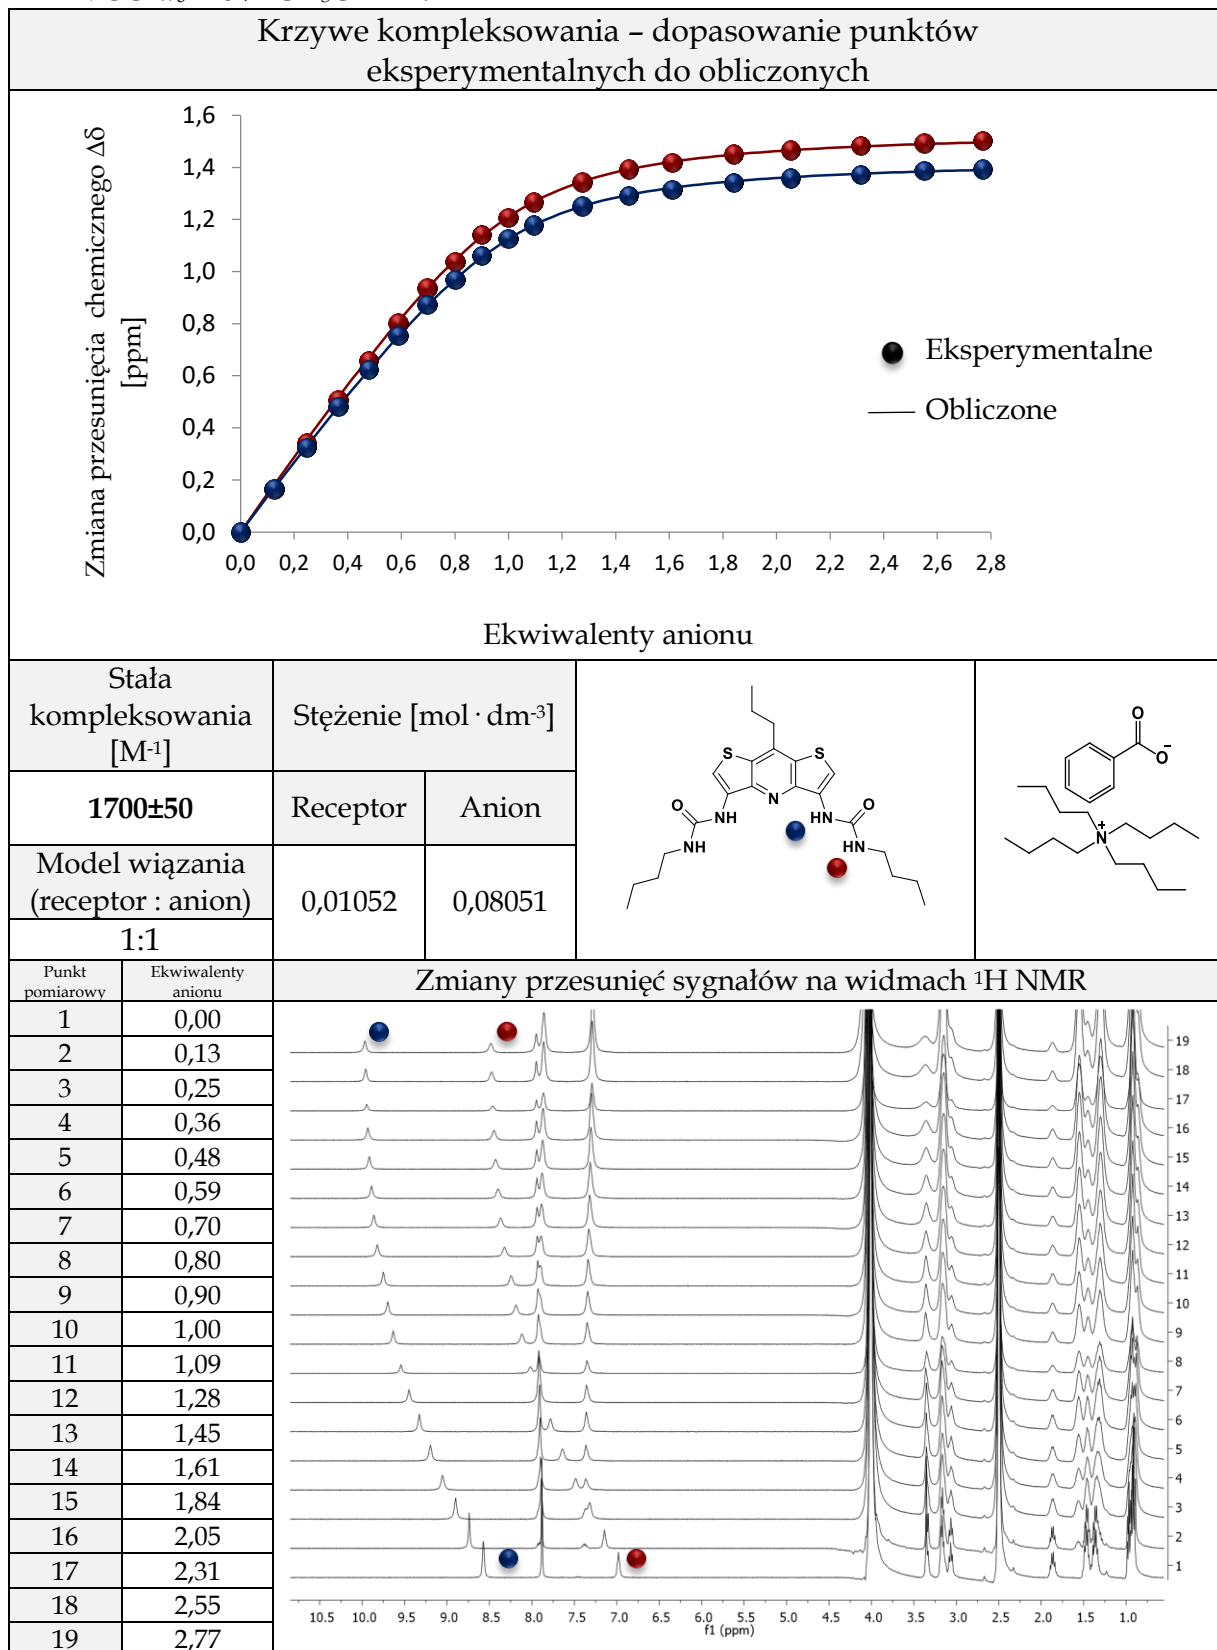 Krzywe kompleksowania – dopasowanie punktów
eksperymentalnych do obliczonych
Zmiana przesunięcia chemicznego Δδ
[ppm]
1,6
1,4
1,2
1,0
0,8
0,6
0,4
0,2
0,0
0,0 0,2 0,4 0,6 0,8 1,0 1,2 1,4 1,6 1,8 2,0 2,2 2,4 2,6 2,8
Eksperymentalne
Obliczone
Ekwiwalenty anionu
Stała
kompleksowania
[M-1]
Stężenie [mol · dm-3]
1700±50
Receptor
Anion
Model wiązania
(receptor : anion)
0,01052
0,08051
1:1
S
S
N
O
NH
NH
O
NH
NH
O
O
-
N
+
Punkt
pomiarowy
Ekwiwalenty
anionu
Zmiany przesunięć sygnałów na widmach 1H NMR
1 0,00
2 0,13
3 0,25
4 0,36
5 0,48
6 0,59
7 0,70
8 0,80
9 0,90
10 1,00
11 1,09
12 1,28
13 1,45
14 1,61
15 1,84
16 2,05
17 2,31
18 2,55
19 2,77
19
18
17
16
15
14
13
12
11
10
9
8
7
6
5
4
3
2
1
10.5 10.0 9.5 9.0 8.5 8.0 7.5 7.0 6.5 6.0 5.5 5.0 4.5 4.0 3.5 3.0 2.5 2.0 1.5 1.0
f1 (ppm)